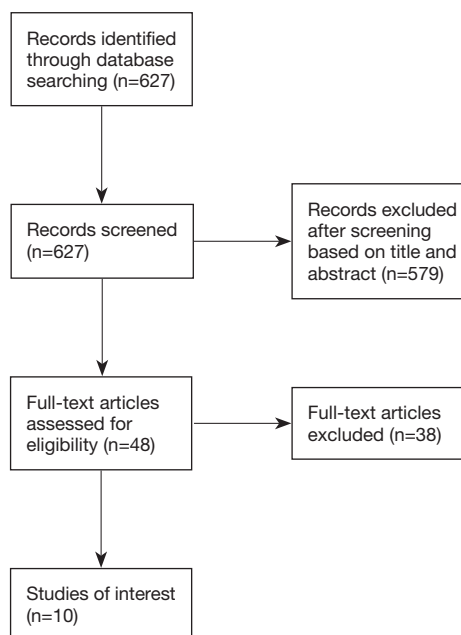 Records identified
through database
searching (n=627)
Records screened
(n=627)
Records excluded
after screening
based on title and
abstract (n=579)
Full-text articles
assessed for
eligibility (n=48)
Full-text articles
excluded (n=38)
Studies of interest
(n=10)